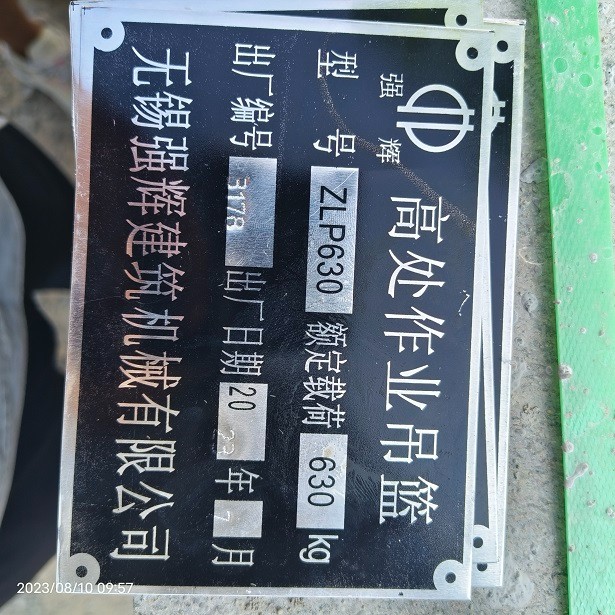 强辉
高处作业吊篮
型号 ZLP630 额定载荷 630 kg
出厂编号 3178 出厂日期 20 年 7 月
无锡强辉建筑机械有限公司
2023/08/10 09:57